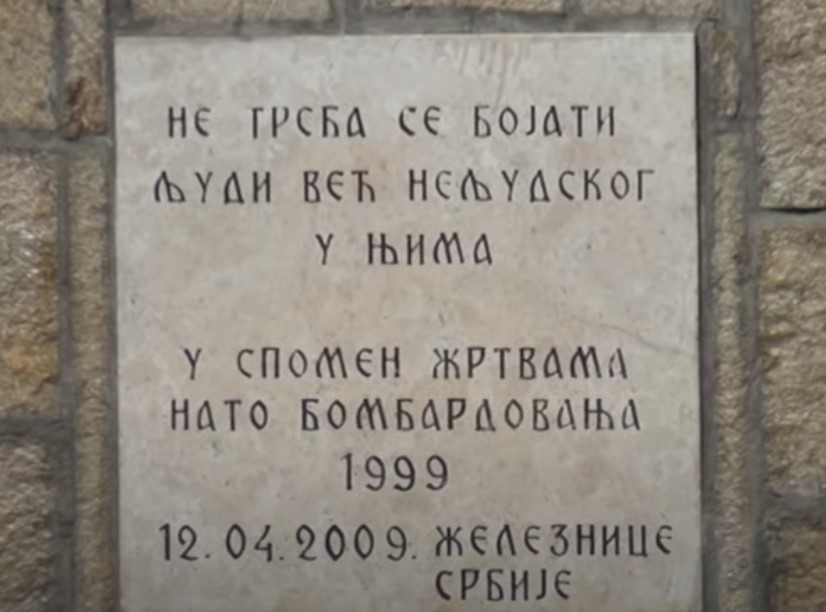 НЕ ТРЕБА СЕ БОЈАТИ
ЉУДИ ВЕЋ НЕЉУДСКОГ
У ЊИМА
У СПОМЕН ЖРТВАМА
НАТО БОМБАРДОВАЊА
1999
12.04.2009. ЖЕЛЕЗНИЦЕ
СРБИЈЕ